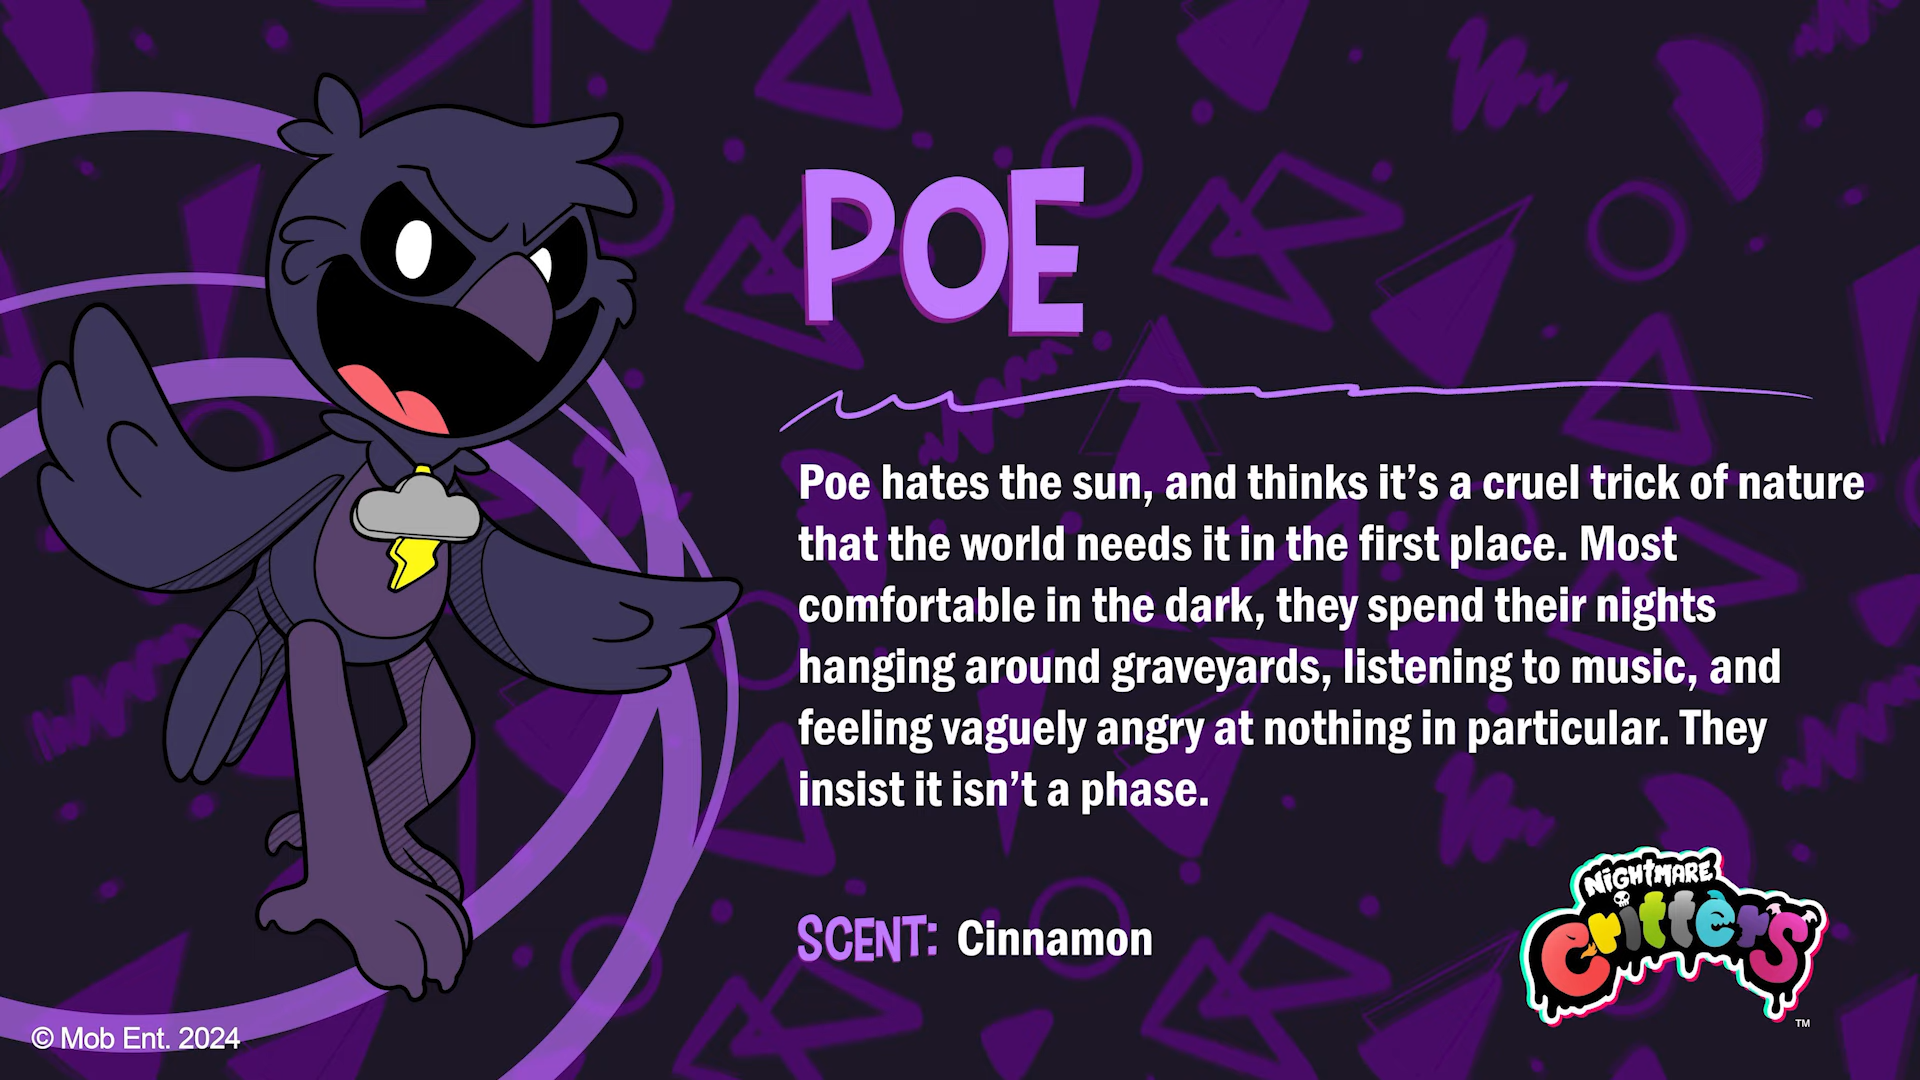 POE
Poe hates the sun, and thinks it’s a cruel trick of nature
that the world needs it in the first place. Most
comfortable in the dark, they spend their nights
hanging around graveyards, listening to music, and
feeling vaguely angry at nothing in particular. They
insist it isn’t a phase.
SCENT: Cinnamon
NiGHTMARE
Critters
TM
© Mob Ent. 2024